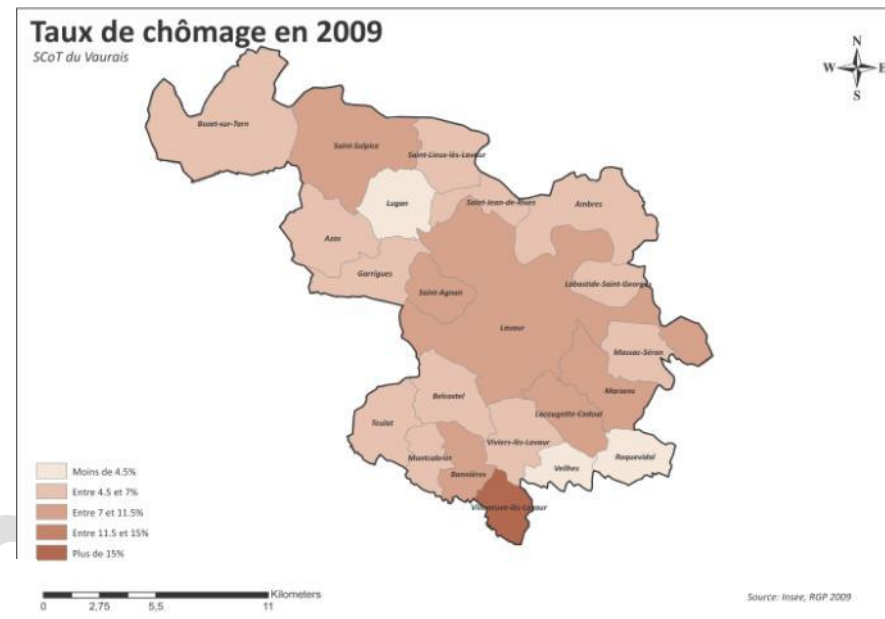 Taux de chômage en 2009
SCoT du Vaurais
N
W E
S
Buzet-sur-Tarn
Saint-Sulpice
Saint-Lieux-lès-Lavaur
Lugan
Saint-Jean-de-Rives
Ambres
Azas
Garrigues
Saint-Agnan
Labastide-Saint-Georges
Lavaur
Massac-Séran
Marzens
Belcastel
Lacougotte-Cadoul
Teulat
Viviers-lès-Lavaur
Montcabrier
Bannières
Veilhes
Roquevidal
Villeneuve-lès-Lavaur
Moins de 4.5%
Entre 4.5 et 7%
Entre 7 et 11.5%
Entre 11.5 et 15%
Plus de 15%
Kilometers
0 2,75 5,5 11
Source: Insee, RGP 2009